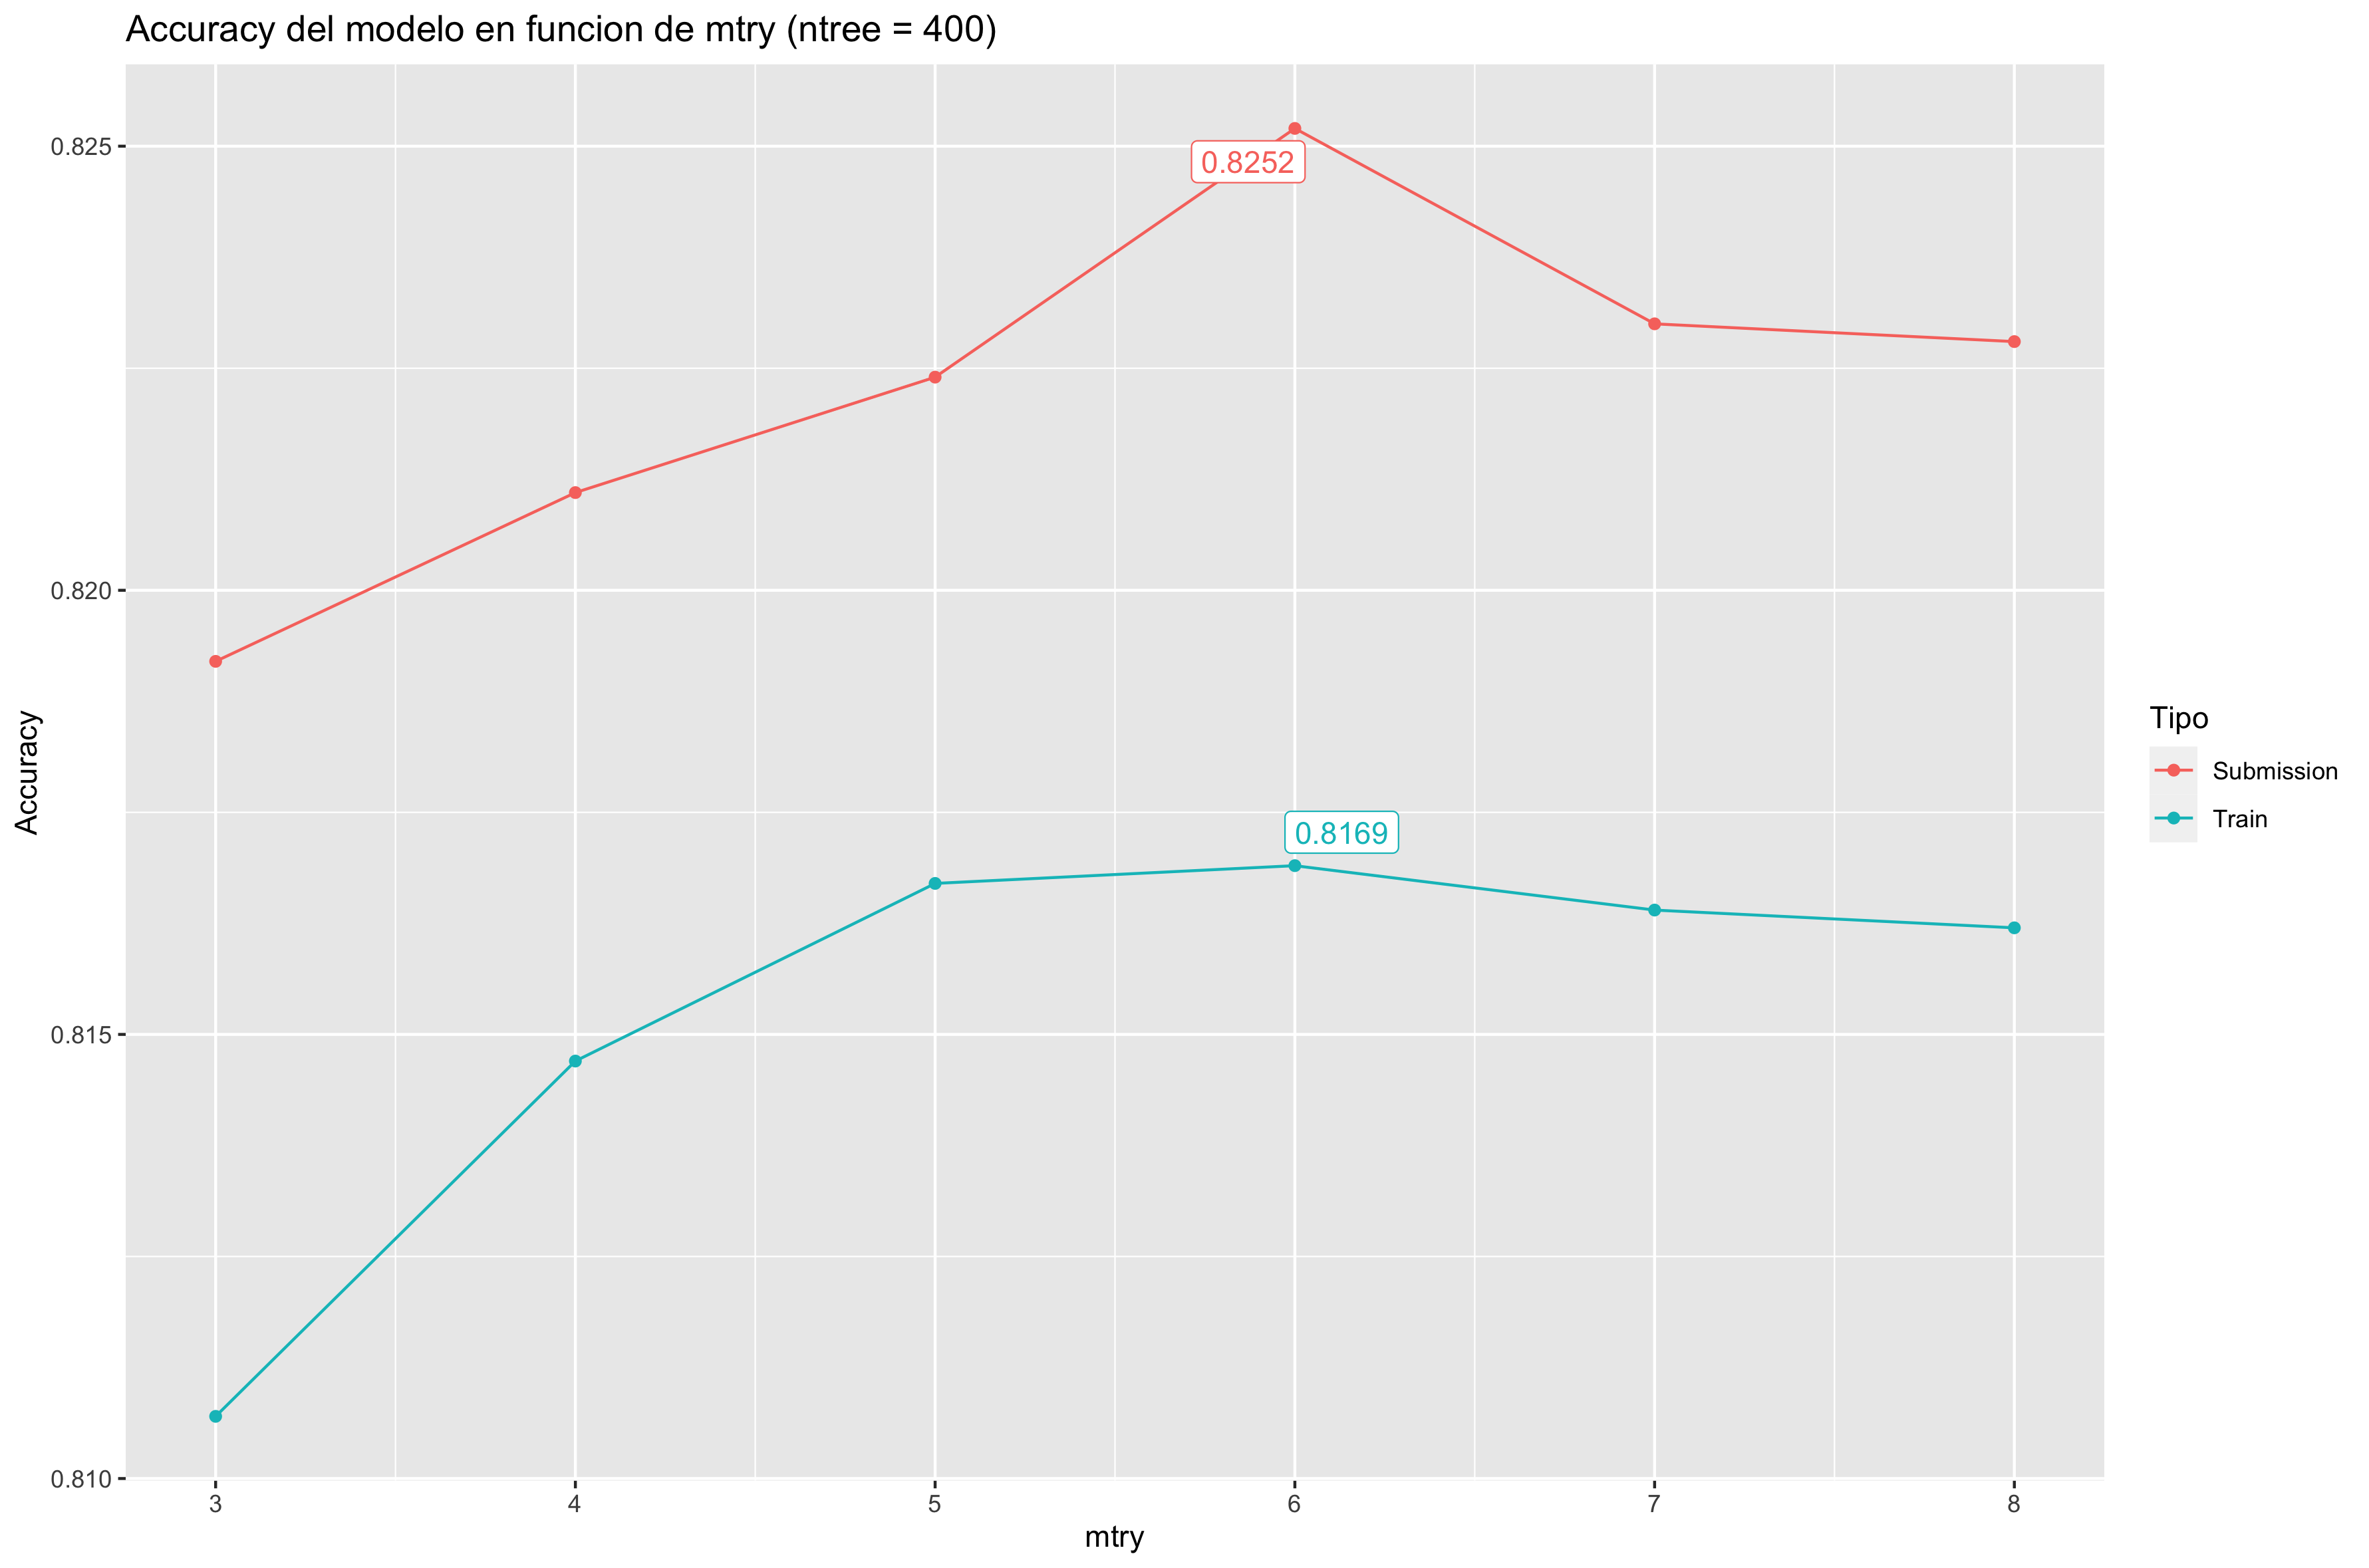 Accuracy del modelo en funcion de mtry (ntree = 400)
0.825
0.820
0.815
0.810
Accuracy
0.8252
0.8169
3 4 5 6 7 8
mtry
Tipo
Submission
Train